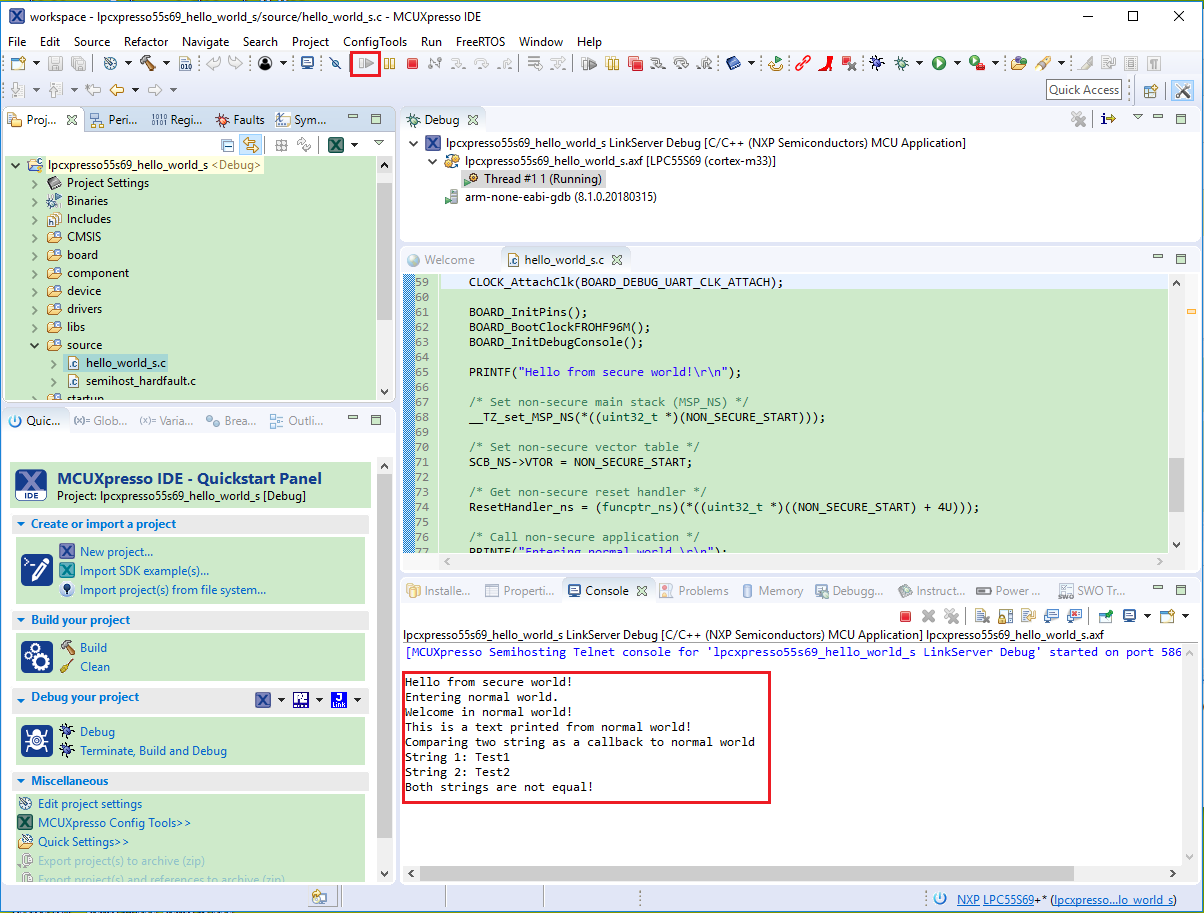 workspace - lpcxpresso55s69_hello_world_s/source/hello_world_s.c - MCUXpresso IDE
File Edit Source Refactor Navigate Search Project ConfigTools Run FreeRTOS Window Help
Quick Access
Proj... Peri... Regi... Faults Sym...
lpcxpresso55s69_hello_world_s <Debug>
Project Settings
Binaries
Includes
CMSIS
board
component
device
drivers
libs
source
hello_world_s.c
semihost_hardfault.c
startup
Debug
lpcxpresso55s69_hello_world_s LinkServer Debug [C/C++ (NXP Semiconductors) MCU Application]
lpcxpresso55s69_hello_world_s.axf [LPC55S69 (cortex-m33)]
Thread #1 1 (Running)
arm-none-eabi-gdb (8.1.0.20180315)
Welcome hello_world_s.c
59 CLOCK_AttachClk(BOARD_DEBUG_UART_CLK_ATTACH);
60
61 BOARD_InitPins();
62 BOARD_BootClockFROHF96M();
63 BOARD_InitDebugConsole();
64
65 PRINTF("Hello from secure world!\r\n");
66
67 /* Set non-secure main stack (MSP_NS) */
68 __TZ_set_MSP_NS(*((uint32_t *)(NON_SECURE_START)));
69
70 /* Set non-secure vector table */
71 SCB_NS->VTOR = NON_SECURE_START;
72
73 /* Get non-secure reset handler */
74 ResetHandler_ns = (funcptr_ns)(*((uint32_t *)((NON_SECURE_START) + 4U)));
75
76 /* Call non-secure application */
77 PRINTF("Entering normal world.\r\n");
Quic... (x)= Glob... (x)= Varia... Brea... Outli...
MCUXpresso IDE - Quickstart Panel
Project: lpcxpresso55s69_hello_world_s [Debug]
IDE
Create or import a project
New project...
Import SDK example(s)...
Import project(s) from file system...
Build your project
Build
Clean
Debug your project
Debug
Terminate, Build and Debug
Miscellaneous
Edit project settings
MCUXpresso Config Tools>>
Quick Settings>>
Export project(s) to archive (zip)
Export project(s) and references to archive (zip)
Installe... Properti... Console Problems Memory Debugg... Instruct... Power ... SWO Tr...
lpcxpresso55s69_hello_world_s LinkServer Debug [C/C++ (NXP Semiconductors) MCU Application] lpcxpresso55s69_hello_world_s.axf
[MCUXpresso Semihosting Telnet console for 'lpcxpresso55s69_hello_world_s LinkServer Debug' started on port 586
Hello from secure world!
Entering normal world.
Welcome in normal world!
This is a text printed from normal world!
Comparing two string as a callback to normal world
String 1: Test1
String 2: Test2
Both strings are not equal!
NXP LPC55S69+* (lpcxpresso...lo_world_s)